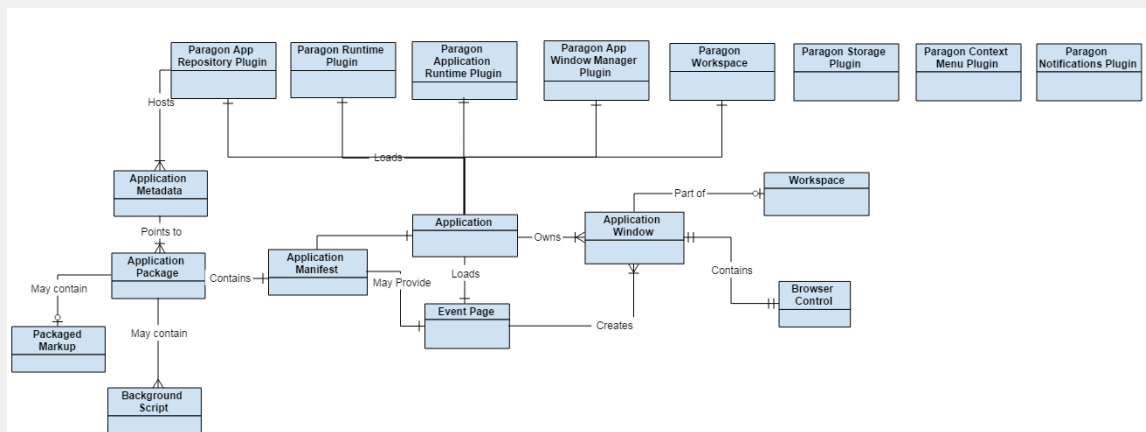 Paragon App
Repository Plugin
Paragon Runtime
Plugin
Paragon
Application
Runtime Plugin
Paragon App
Window Manager
Plugin
Paragon
Workspace
Paragon Storage
Plugin
Paragon Context
Menu Plugin
Paragon
Notifications Plugin
Hosts
Loads
Application
Metadata
Workspace
Part of
Application
Application
Window
Points to
Owns
Application
Package
Application
Manifest
Contains
May Provide
Loads
Contains
May contain
Browser
Control
Event Page
Creates
Packaged
Markup
May contain
Background
Script